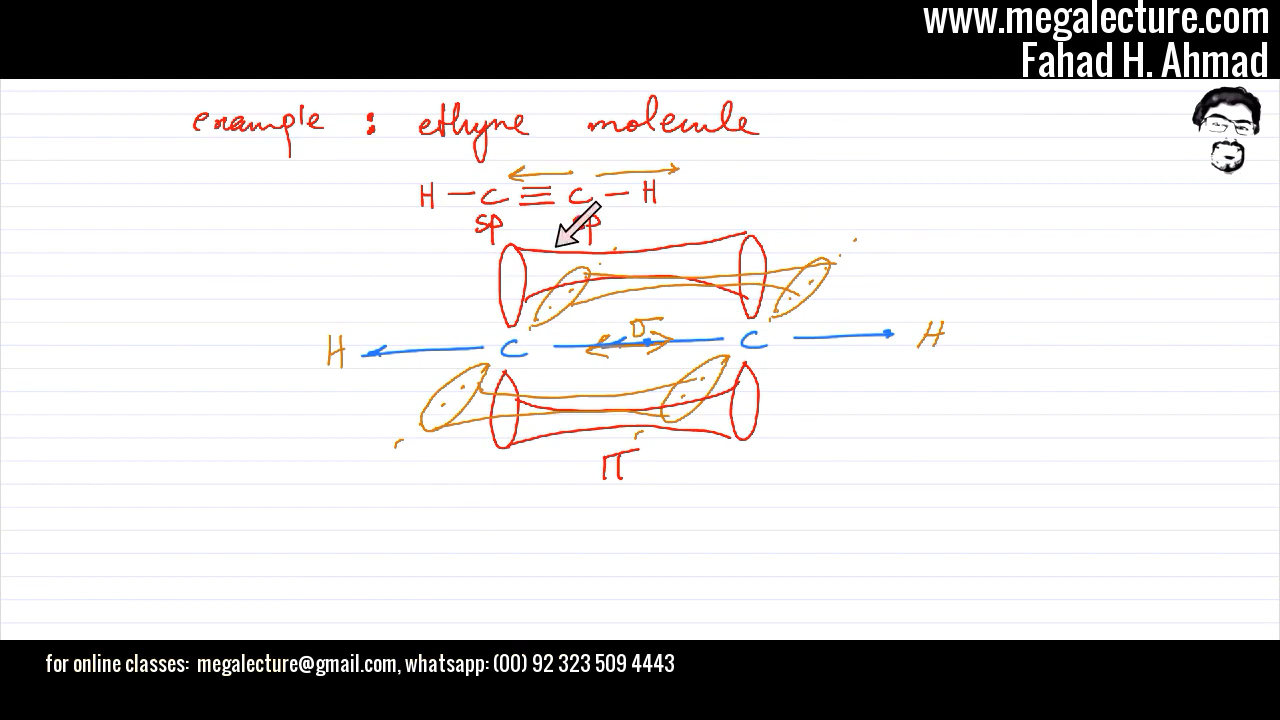 www.megalecture.com
Fahad H. Ahmad
example : ethyne molecule
H – C ≡ C – H
sp sp
σ
H C C H
π
for online classes: megalecture@gmail.com, whatsapp: (00) 92 323 509 4443